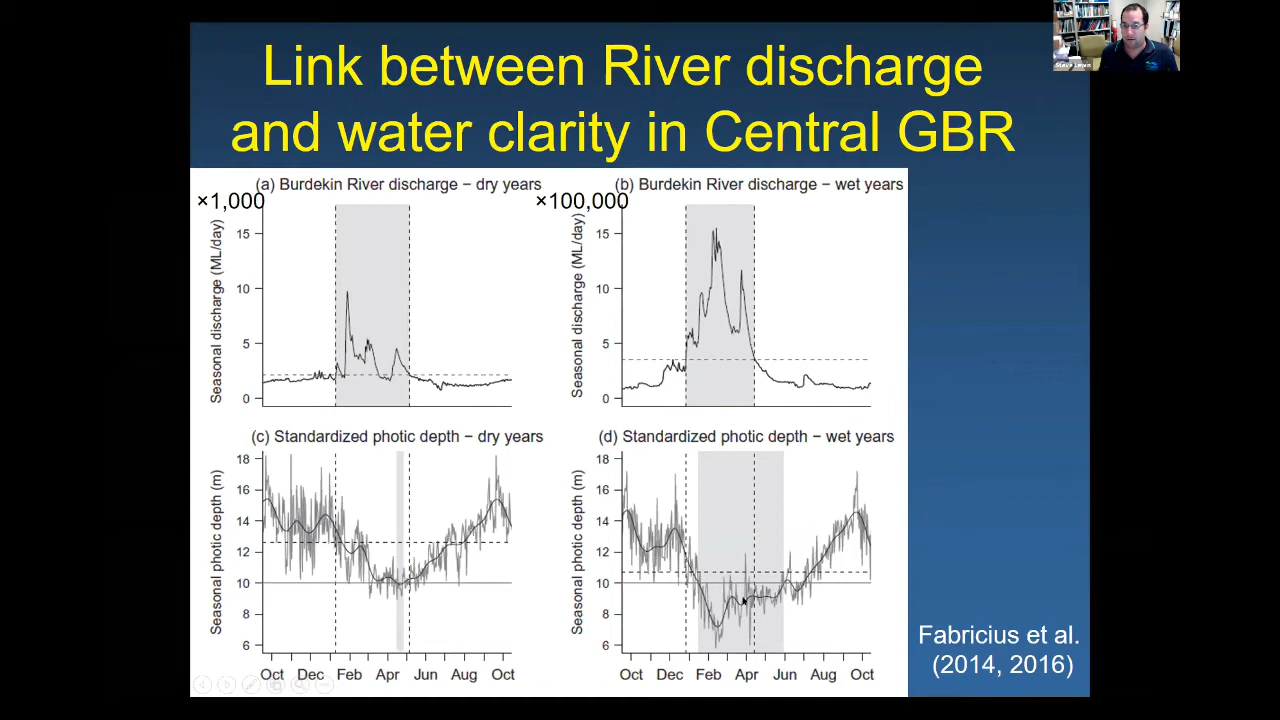 Link between River discharge
and water clarity in Central GBR
Steve Lewis
(a) Burdekin River discharge − dry years
×1,000
Seasonal discharge (ML/day)
15
10
5
0
(b) Burdekin River discharge − wet years
×100,000
Seasonal discharge (ML/day)
15
10
5
0
(c) Standardized photic depth − dry years
Seasonal photic depth (m)
18
16
14
12
10
8
6
Oct Dec Feb Apr Jun Aug Oct
(d) Standardized photic depth − wet years
Seasonal photic depth (m)
18
16
14
12
10
8
6
Oct Dec Feb Apr Jun Aug Oct
Fabricius et al.
(2014, 2016)